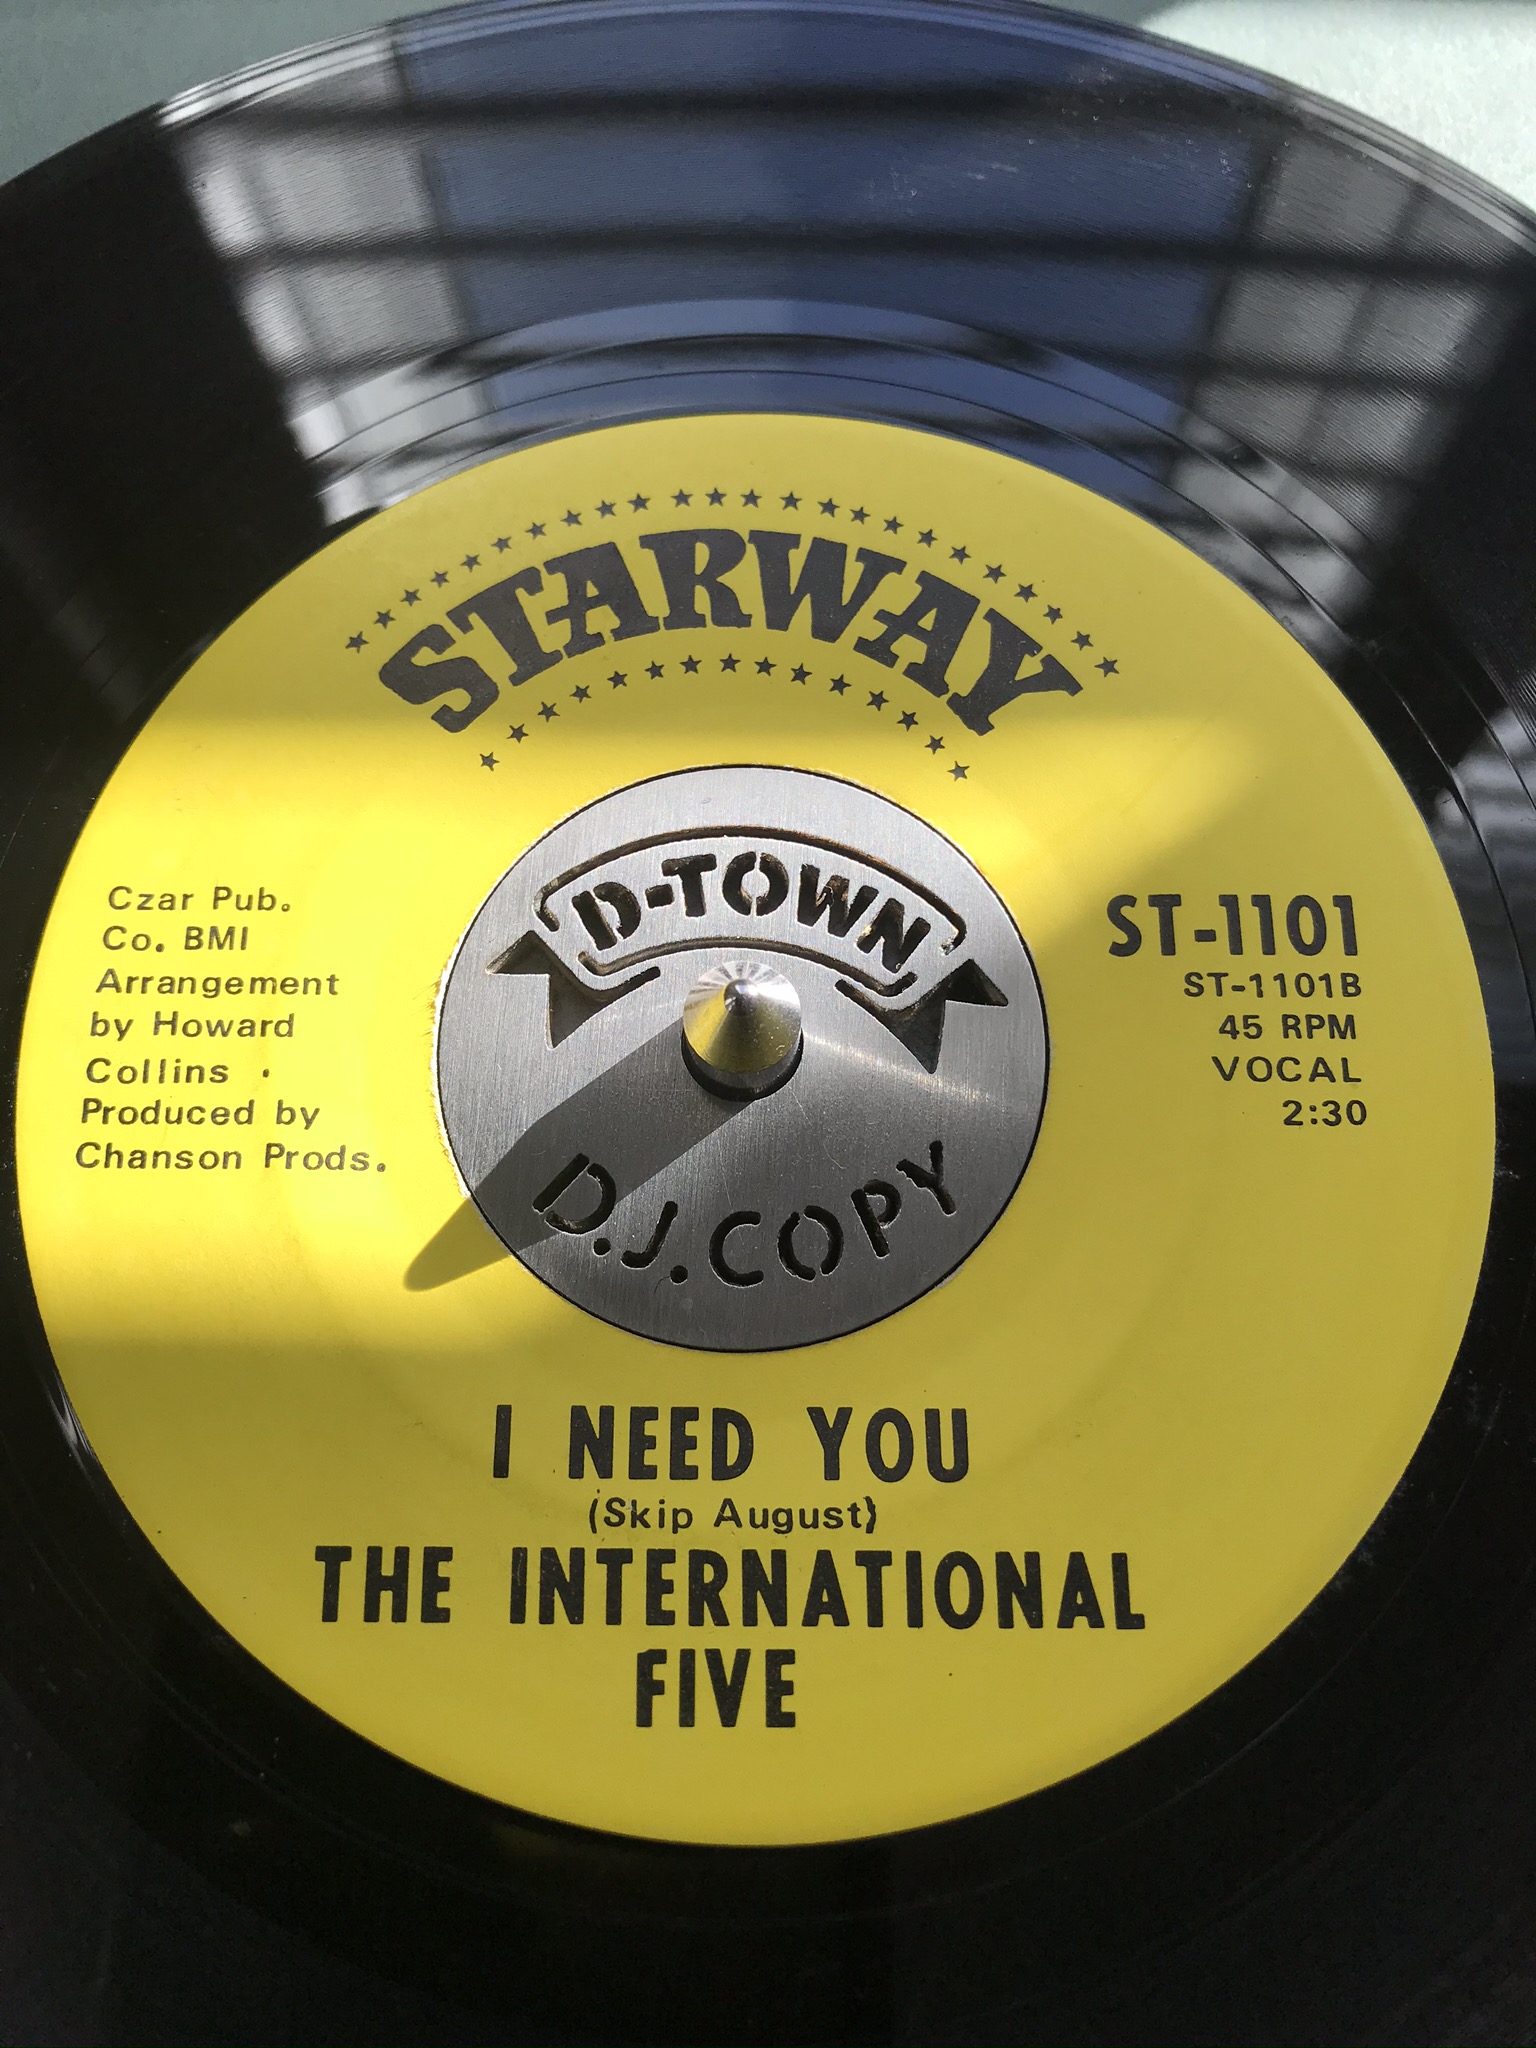 STARWAY
D-TOWN
D.J. COPY
Czar Pub.
Co. BMI
Arrangement
by Howard
Collins
Produced by
Chanson Prods.
ST-1101
ST-1101B
45 RPM
VOCAL
2:30
I NEED YOU
(Skip August)
THE INTERNATIONAL
FIVE